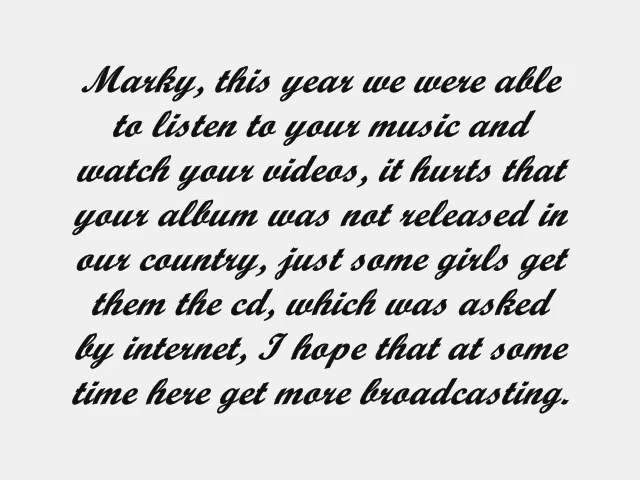 Marky, this year we were able
to listen to your music and
watch your videos, it hurts that
your album was not released in
our country, just some girls get
them the cd, which was asked
by internet, I hope that at some
time here get more broadcasting.